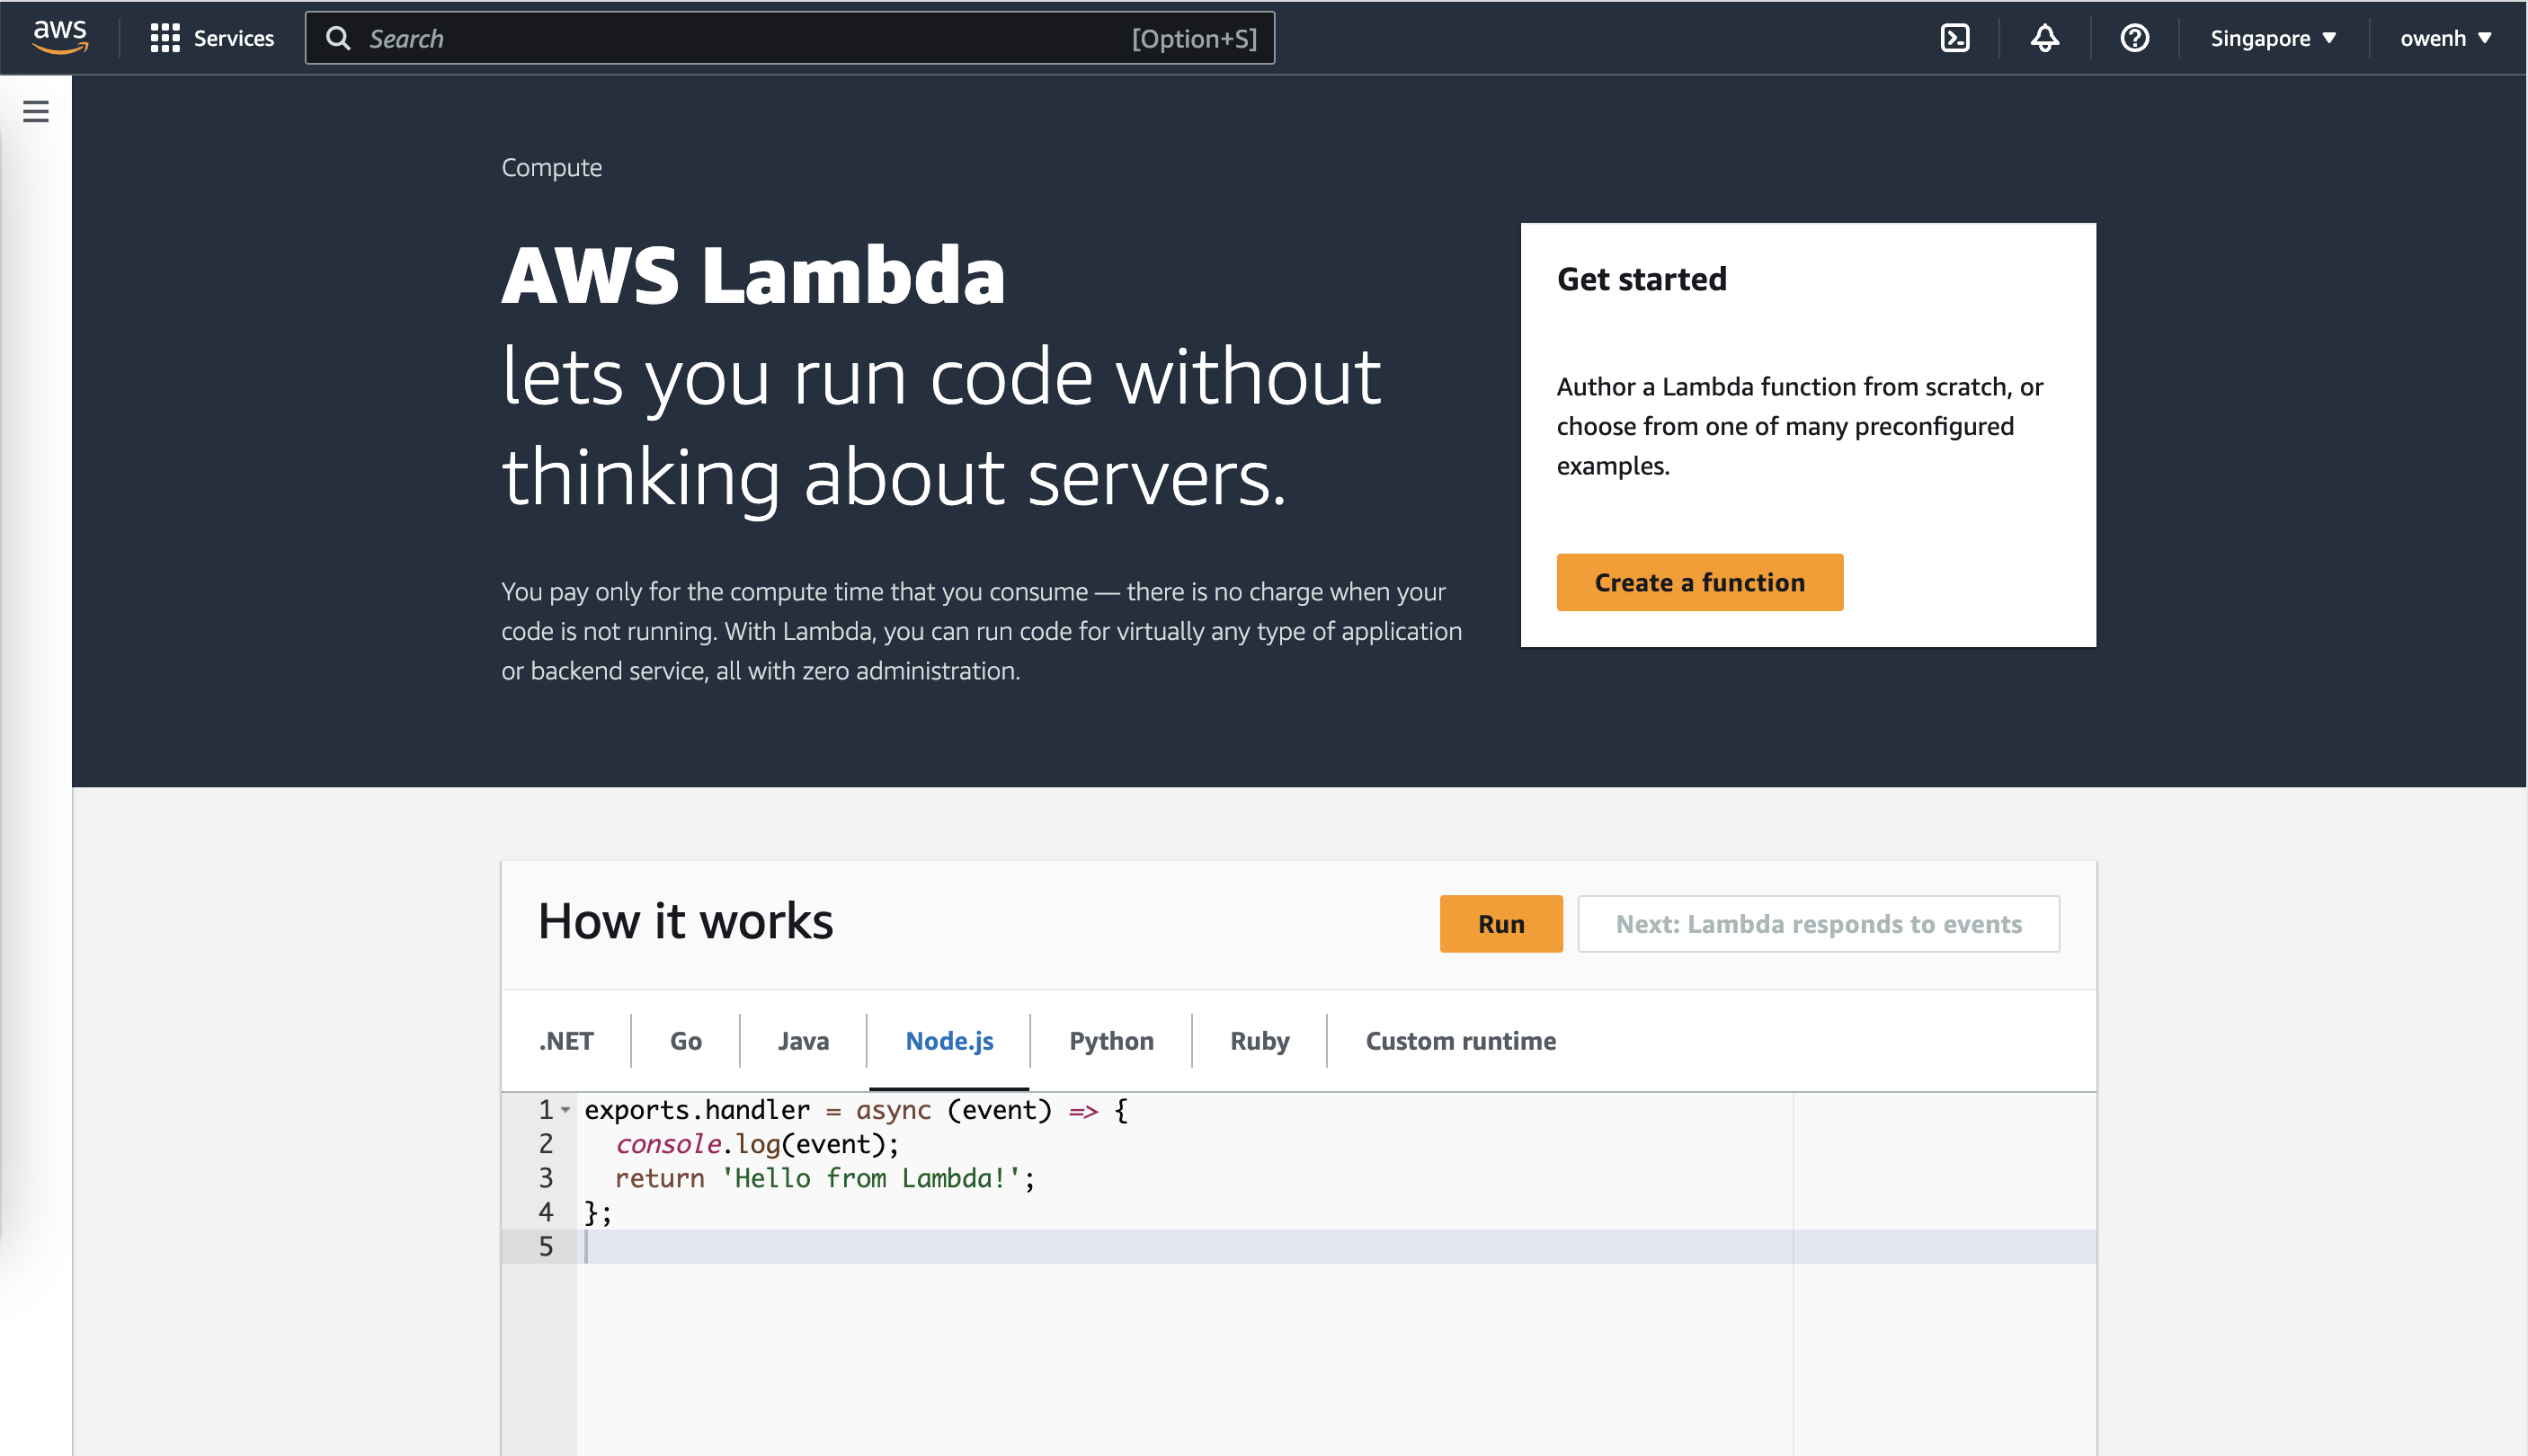 aws
Services
Search
[Option+S]
Singapore
owenh
Compute
AWS Lambda
lets you run code without
thinking about servers.
You pay only for the compute time that you consume — there is no charge when your
code is not running. With Lambda, you can run code for virtually any type of application
or backend service, all with zero administration.
Get started
Author a Lambda function from scratch, or
choose from one of many preconfigured
examples.
Create a function
How it works
Run
Next: Lambda responds to events
.NET
Go
Java
Node.js
Python
Ruby
Custom runtime
1 exports.handler = async (event) => {
2 console.log(event);
3 return 'Hello from Lambda!';
4 };
5